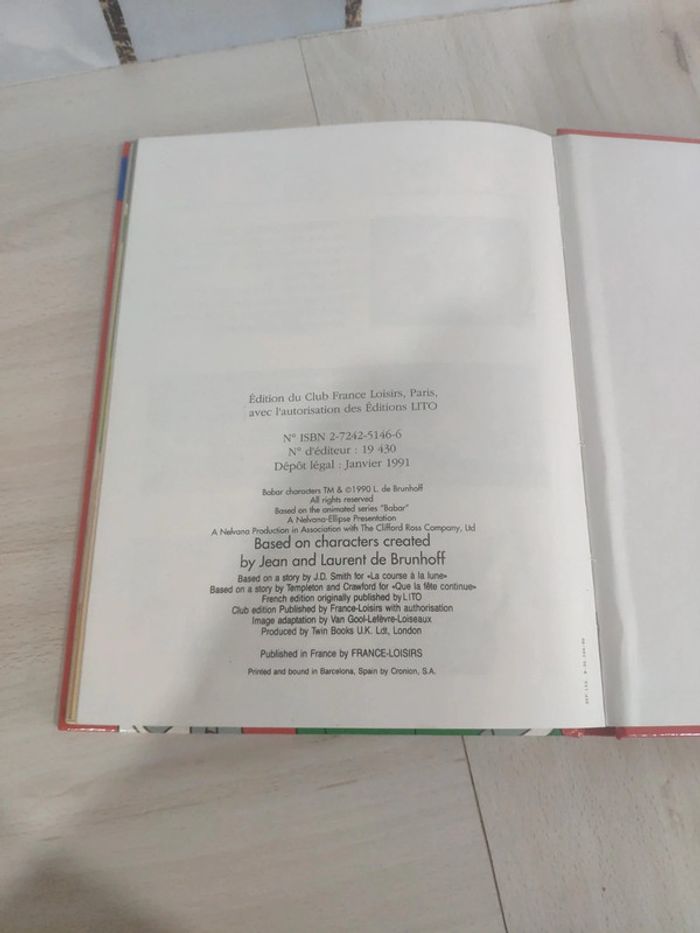 Édition du Club France Loisirs, Paris,
avec l'autorisation des Éditions LITO
N° ISBN 2-7242-5146-6
N° d'éditeur : 19 430
Dépôt légal : Janvier 1991
Babar characters TM & ©1990 L. de Brunhoff
All rights reserved
Based on the animated series "Babar"
A Nelvana-Ellipse Presentation
A Nelvana Production in Association with The Clifford Ross Company, Ltd
Based on characters created
by Jean and Laurent de Brunhoff
Based on a story by J.D. Smith for «La course à la lune»
Based on a story by Templeton and Crawford for «Que la fête continue»
French edition originally published by LITO
Club edition Published by France-Loisirs with authorisation
Image adaptation by Van Gool-Lefèvre-Loiseaux
Produced by Twin Books U.K. Ldt, London
Published in France by FRANCE-LOISIRS
Printed and bound in Barcelona, Spain by Cronion, S.A.